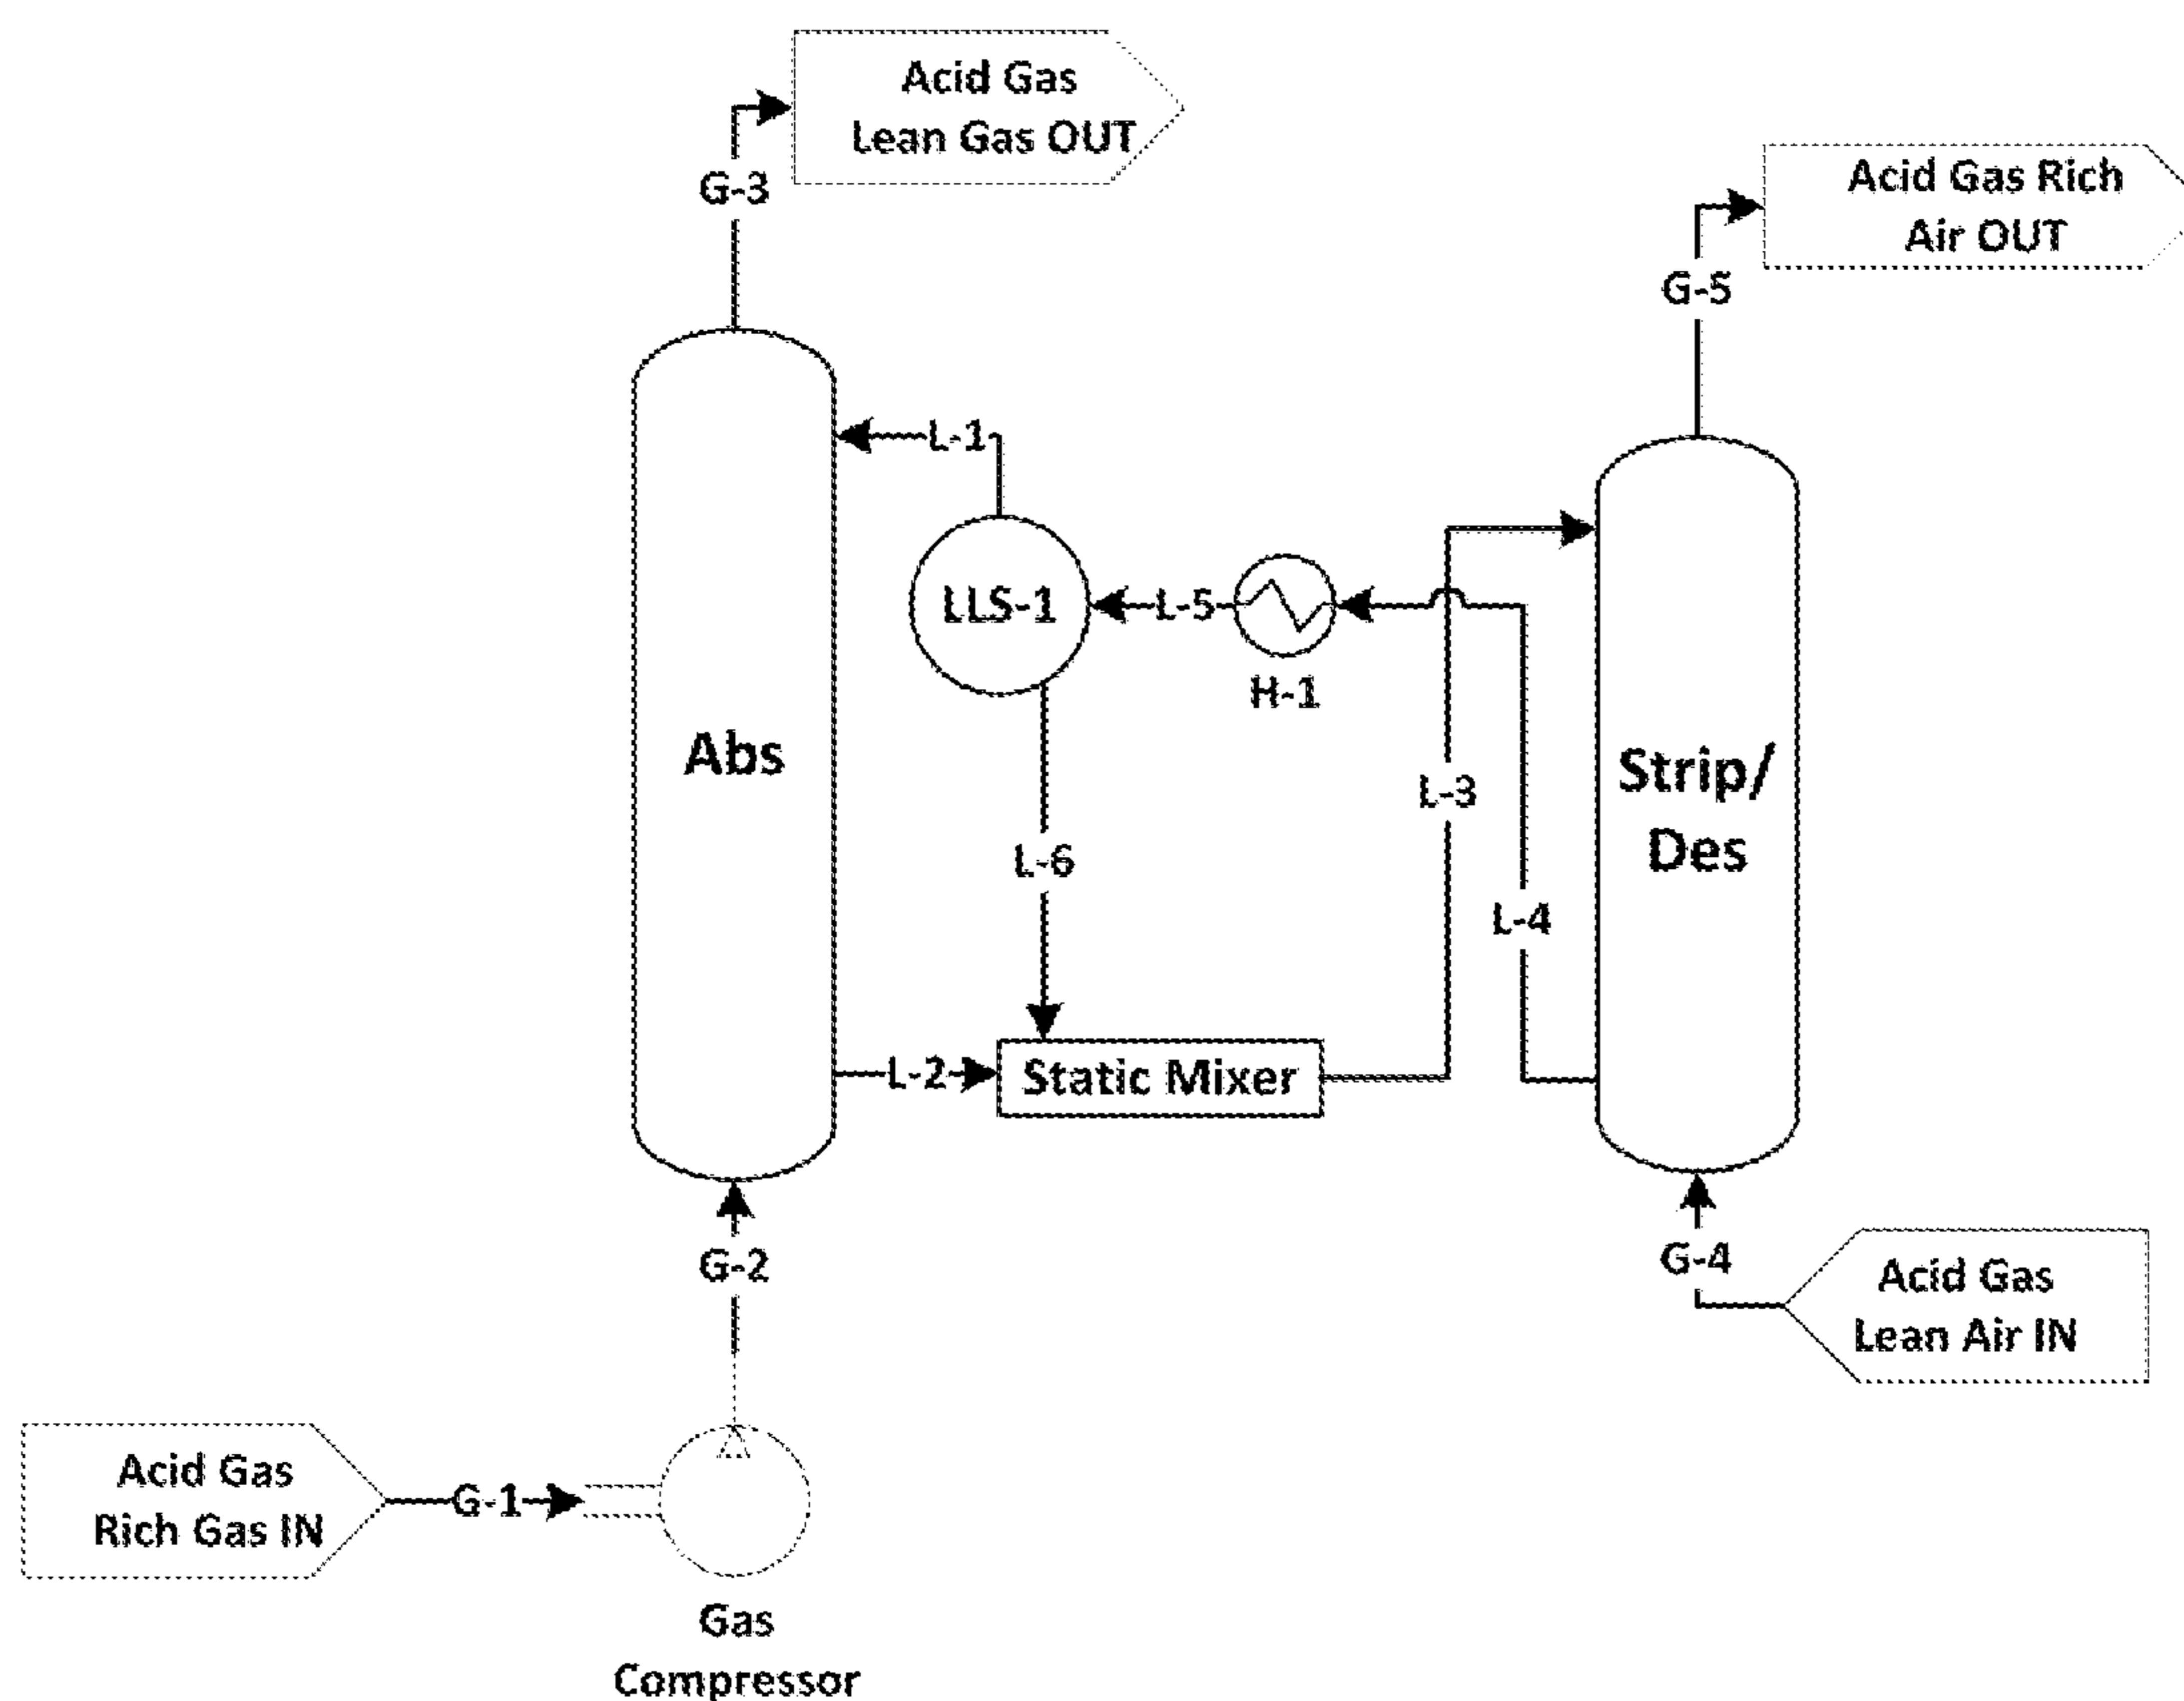 Acid Gas
Lean Gas OUT
G-3
Acid Gas Rich
Air OUT
G-5
L-1
LLS-1
L-5
H-1
Abs
Strip/
Des
L-3
L-6
L-4
L-2
Static Mixer
G-2
G-4
Acid Gas
Lean Air IN
Acid Gas
Rich Gas IN
G-1
Gas
Compressor